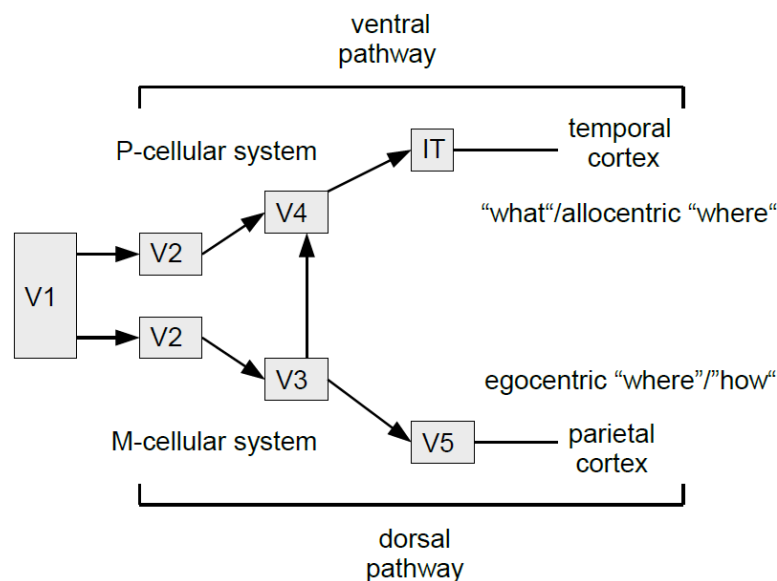 ventral
pathway
P-cellular system
IT
temporal
cortex
V4
“what“/allocentric “where“
V1
V2
V2
V3
egocentric “where”/”how“
M-cellular system
V5
parietal
cortex
dorsal
pathway